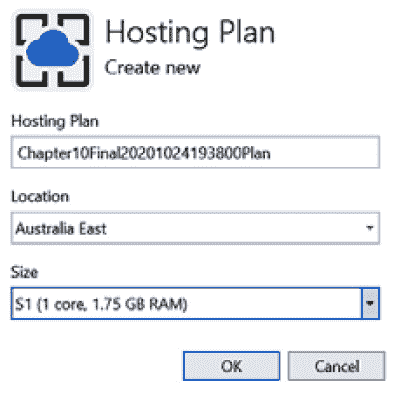 Hosting Plan
Create new
Hosting Plan
Chapter10Final20201024193800Plan
Location
Australia East
Size
S1 (1 core, 1.75 GB RAM)
OK
Cancel